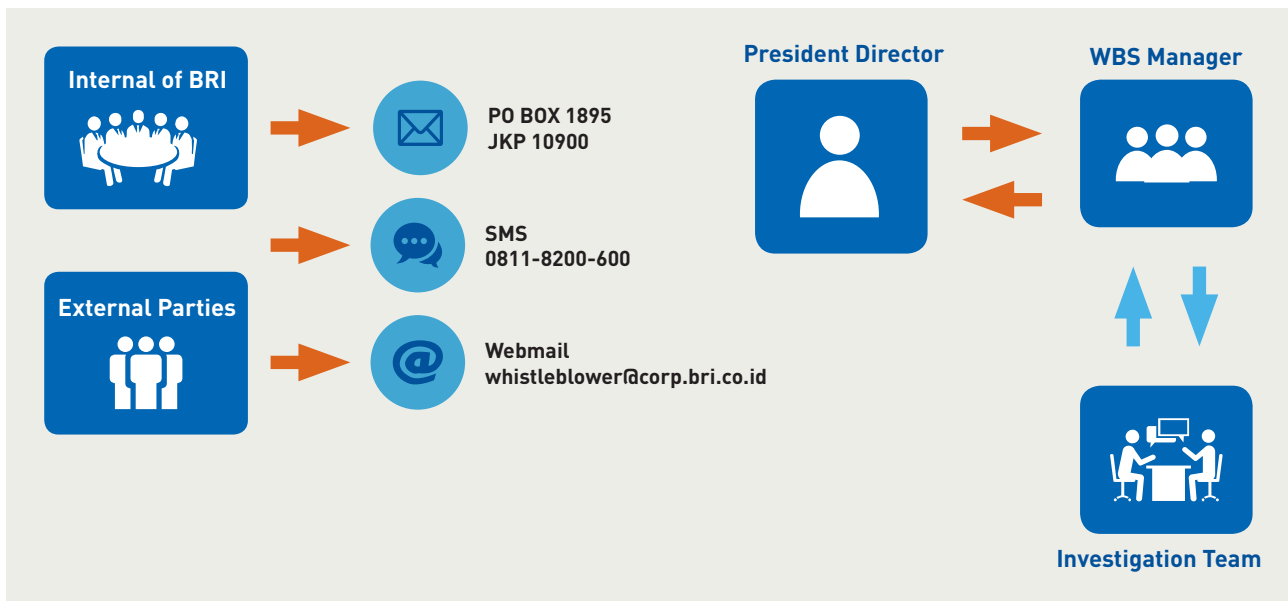 Internal of BRI
External Parties
PO BOX 1895
JKP 10900
SMS
0811-8200-600
Webmail
whistleblower@corp.bri.co.id
President Director
WBS Manager
Investigation Team